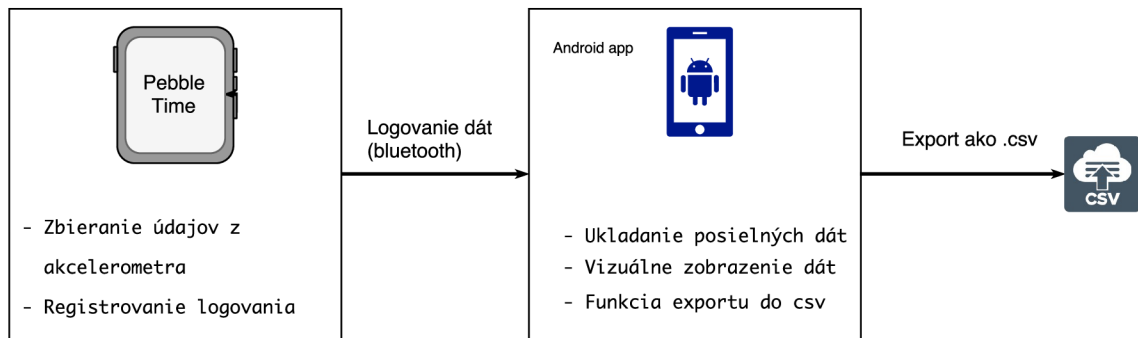 Pebble
Time
- Zbieranie údajov z
akcelerometra
- Registrovanie logovania
Logovanie dát
(bluetooth)
Android app
- Ukladanie posielných dát
- Vizuálne zobrazenie dát
- Funkcia exportu do csv
Export ako .csv
CSV